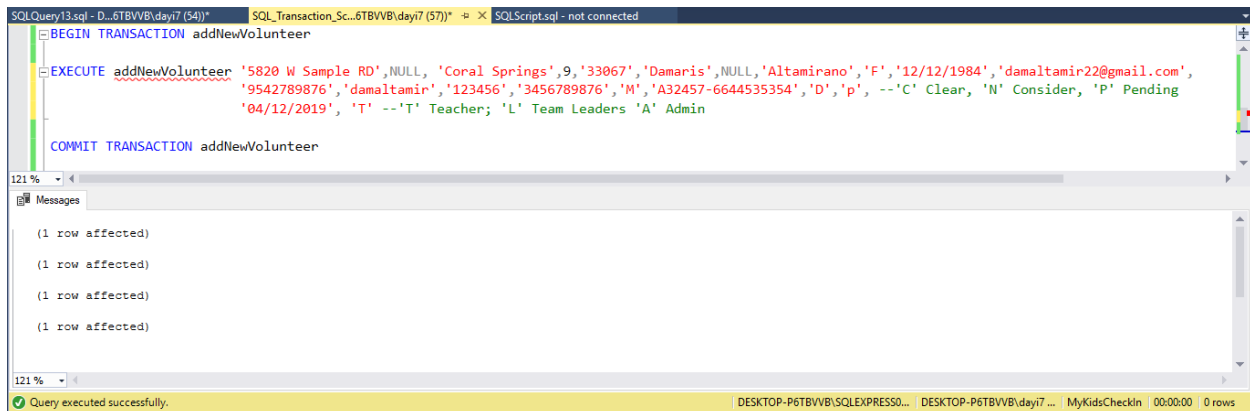 SQLQuery13.sql - D...6TBVVB\dayi7 (54))* SQL_Transaction_Sc...6TBVVB\dayi7 (57))* SQLScript.sql - not connected
BEGIN TRANSACTION addNewVolunteer
EXECUTE addNewVolunteer '5820 W Sample RD',NULL, 'Coral Springs',9,'33067','Damaris',NULL,'Altamirano','F','12/12/1984','damaltamir22@gmail.com',
'9542789876','damaltamir','123456','3456789876','M','A32457-6644535354','D','p', --'C' Clear, 'N' Consider, 'P' Pending
'04/12/2019', 'T' --'T' Teacher; 'L' Team Leaders 'A' Admin
COMMIT TRANSACTION addNewVolunteer
121 %
Messages
(1 row affected)
(1 row affected)
(1 row affected)
(1 row affected)
121 %
Query executed successfully. DESKTOP-P6TBVVB\SQLEXPRESS0... DESKTOP-P6TBVVB\dayi7 ... MyKidsCheckIn 00:00:00 0 rows